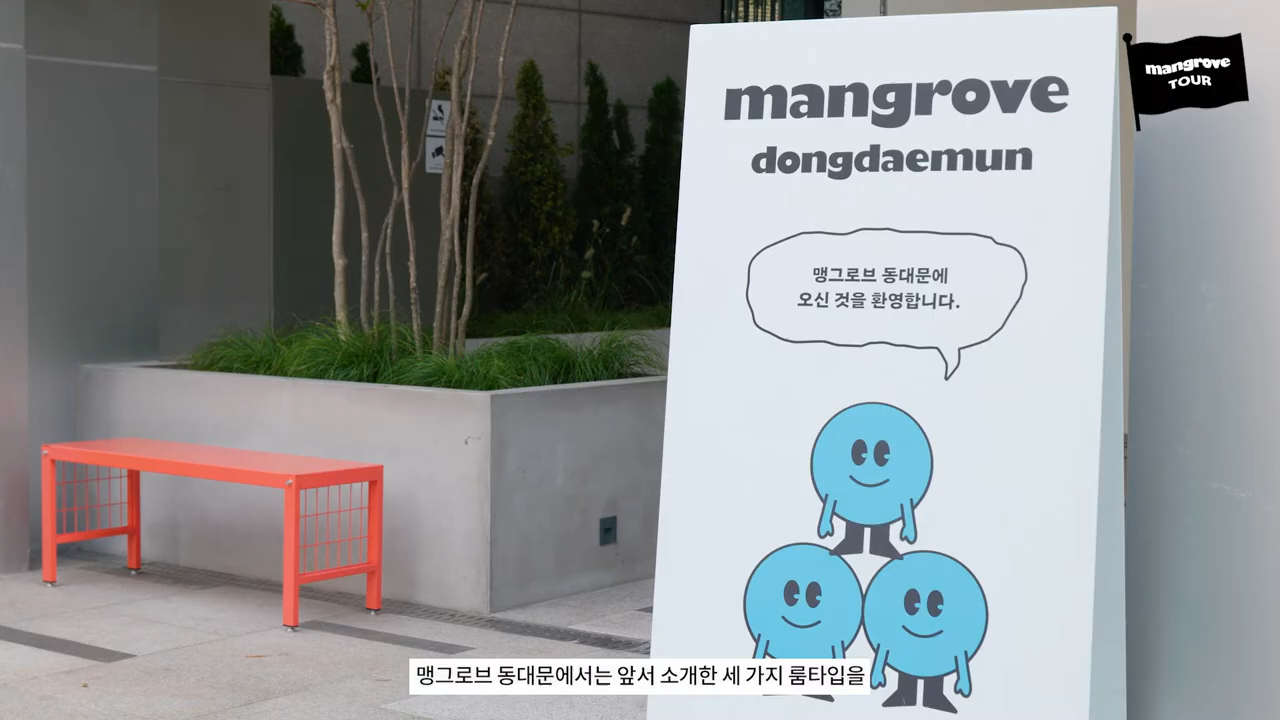 mangrove
dongdaemun
맹그로브 동대문에
오신 것을 환영합니다.
mangrove
TOUR
맹그로브 동대문에서는 앞서 소개한 세 가지 룸타입을